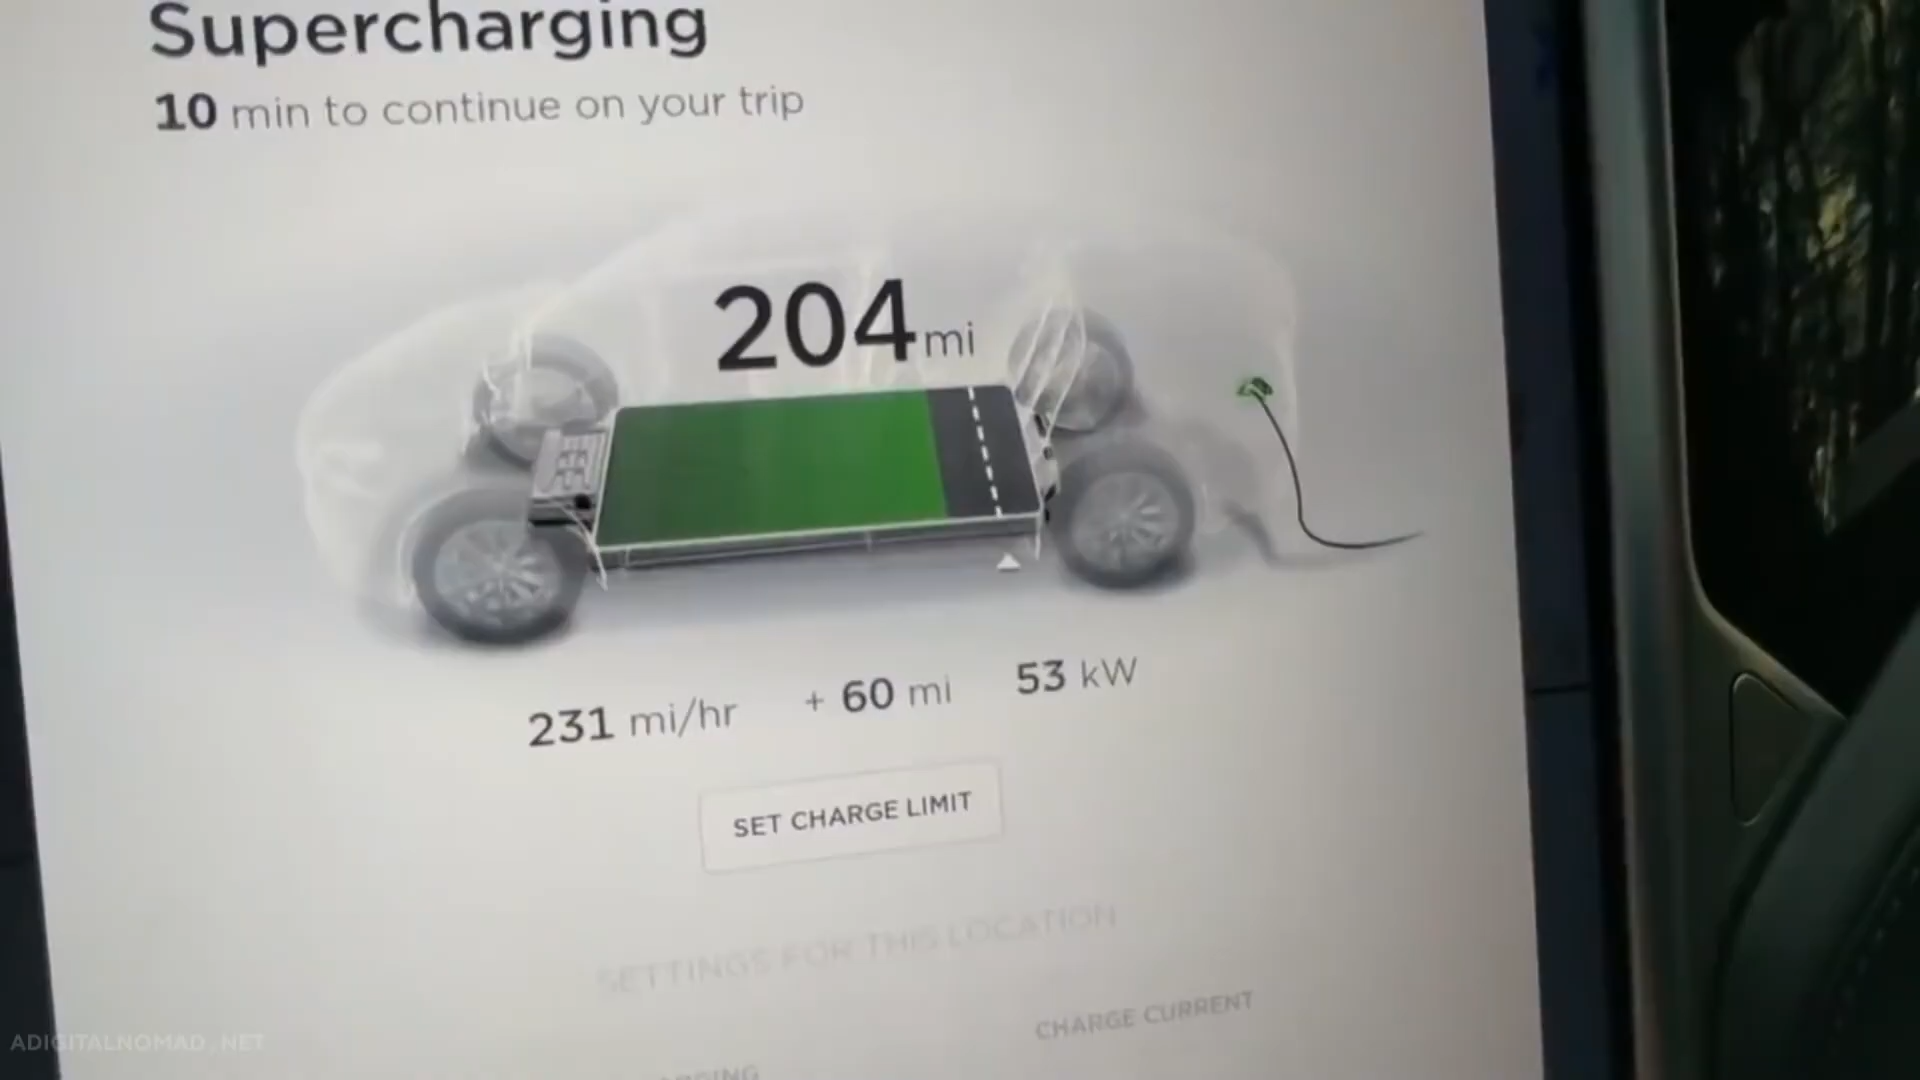 Supercharging
10 min to continue on your trip
204 mi
231 mi/hr + 60 mi 53 kW
SET CHARGE LIMIT
SETTINGS FOR THIS LOCATION
CHARGE CURRENT
ADIGITALNOMAD.NET